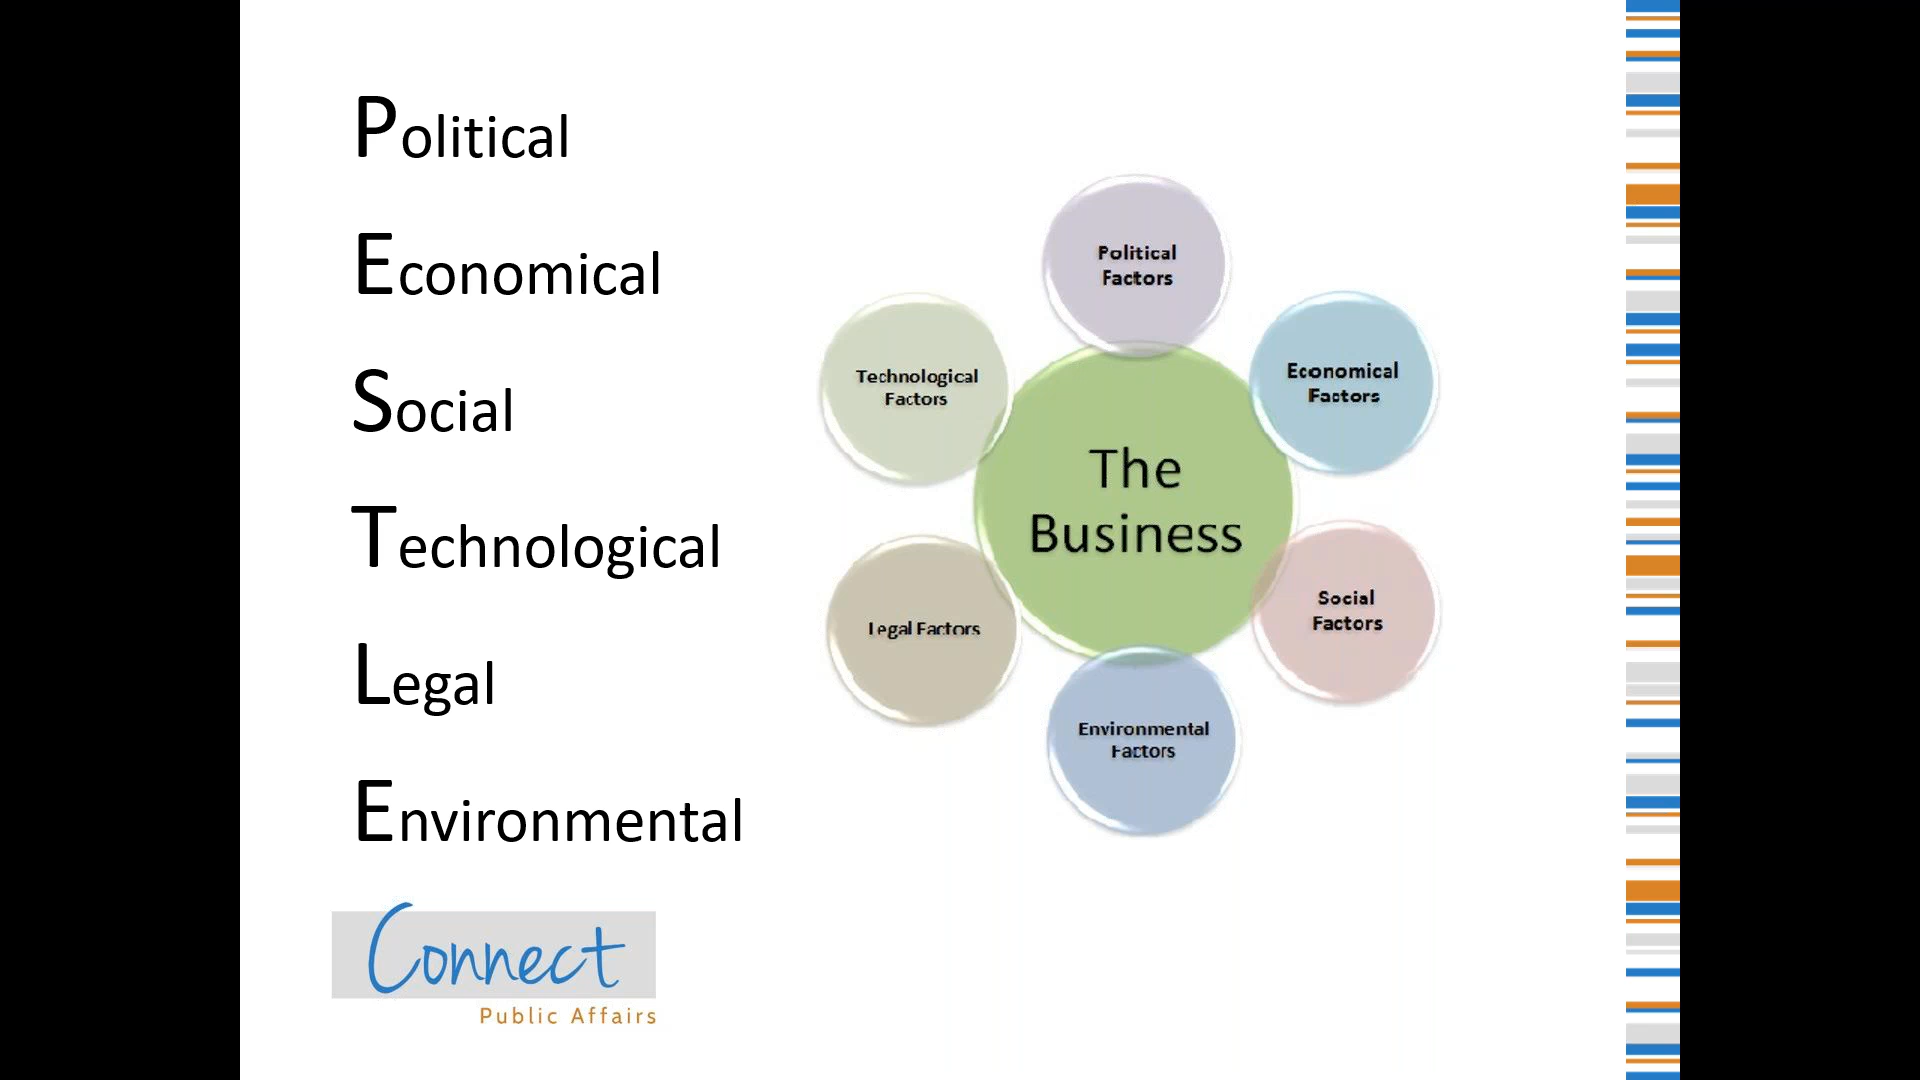 Political
Economical
Social
Technological
Legal
Environmental
Political
Factors
Economical
Factors
Technological
Factors
The
Business
Social
Factors
Legal Factors
Environmental
Factors
Connect
Public Affairs